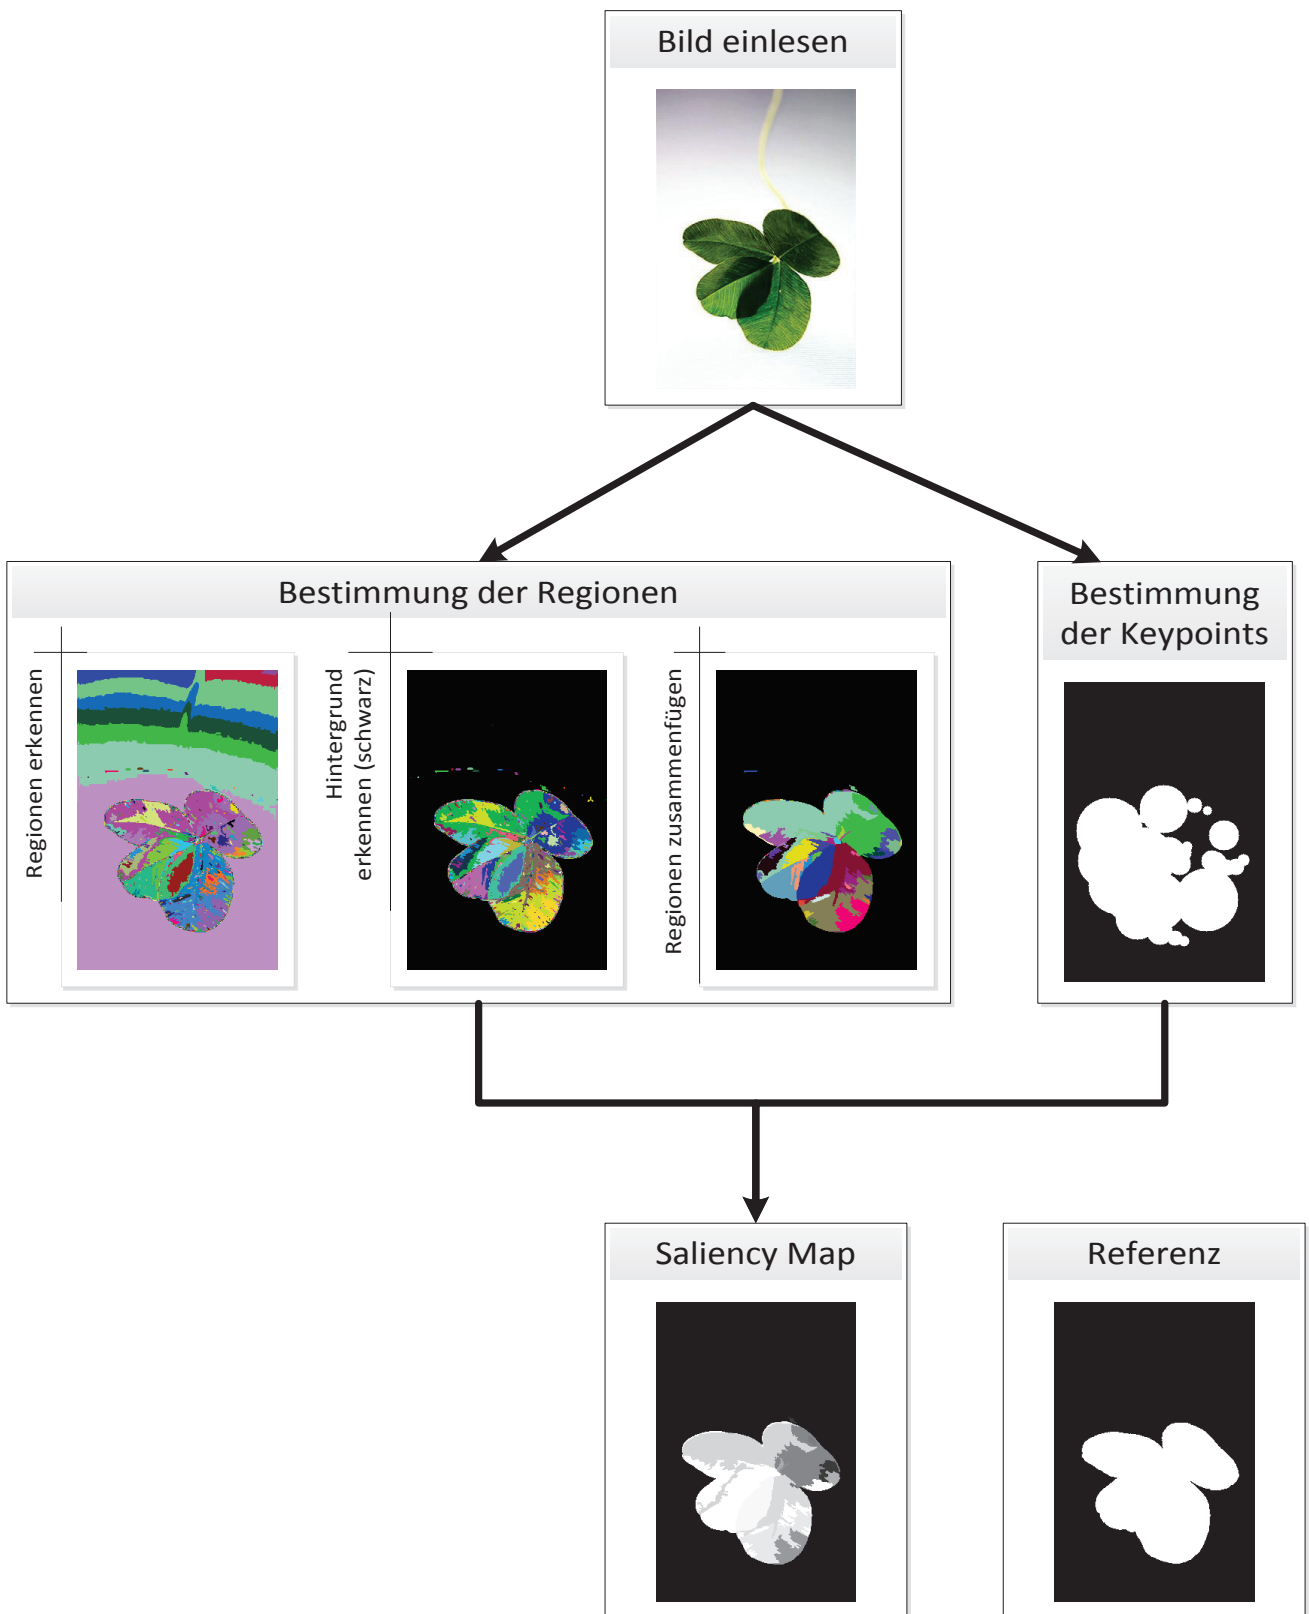 Bild einlesen
Bestimmung der Regionen
Regionen erkennen
Hintergrund
erkennen (schwarz)
Regionen zusammenfügen
Bestimmung
der Keypoints
Saliency Map
Referenz